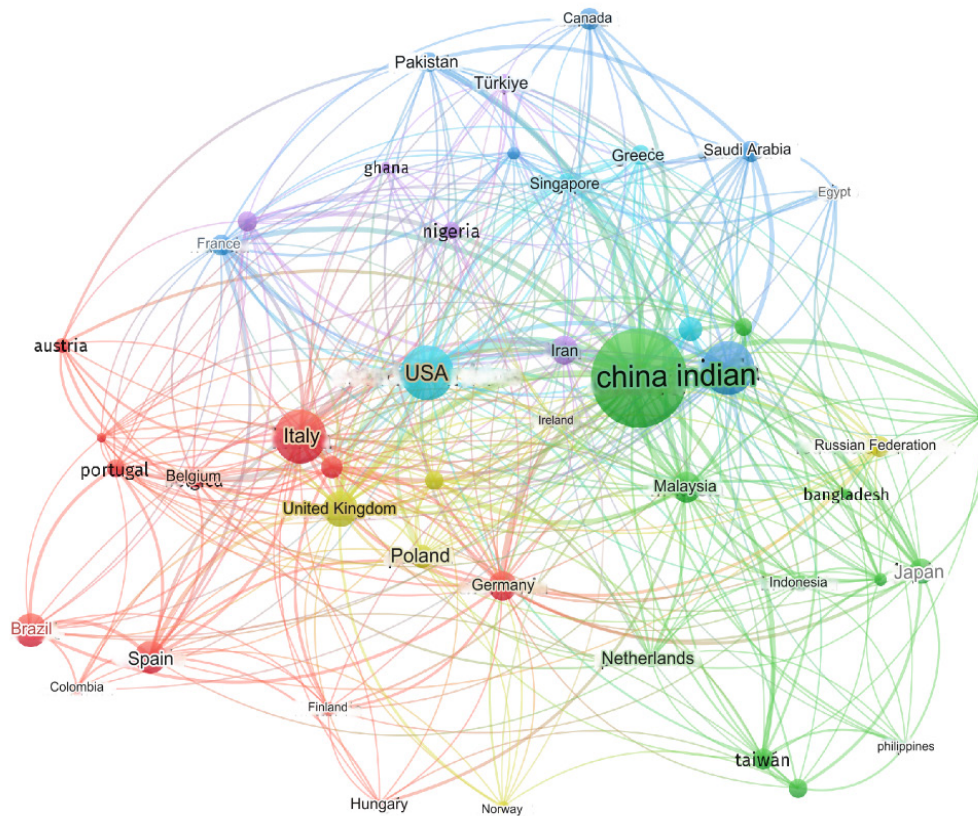 Canada
Pakistan
Türkiye
Saudi Arabia
Greece
ghana
Singapore
Egypt
nigeria
France
austria
Iran
USA
china indian
Ireland
Italy
Russian Federation
portugal
Belgium
Malaysia
bangladesh
United Kingdom
Poland
Germany
Indonesia
Japan
Brazil
Spain
Netherlands
Colombia
Finland
philippines
taiwan
Hungary
Norway